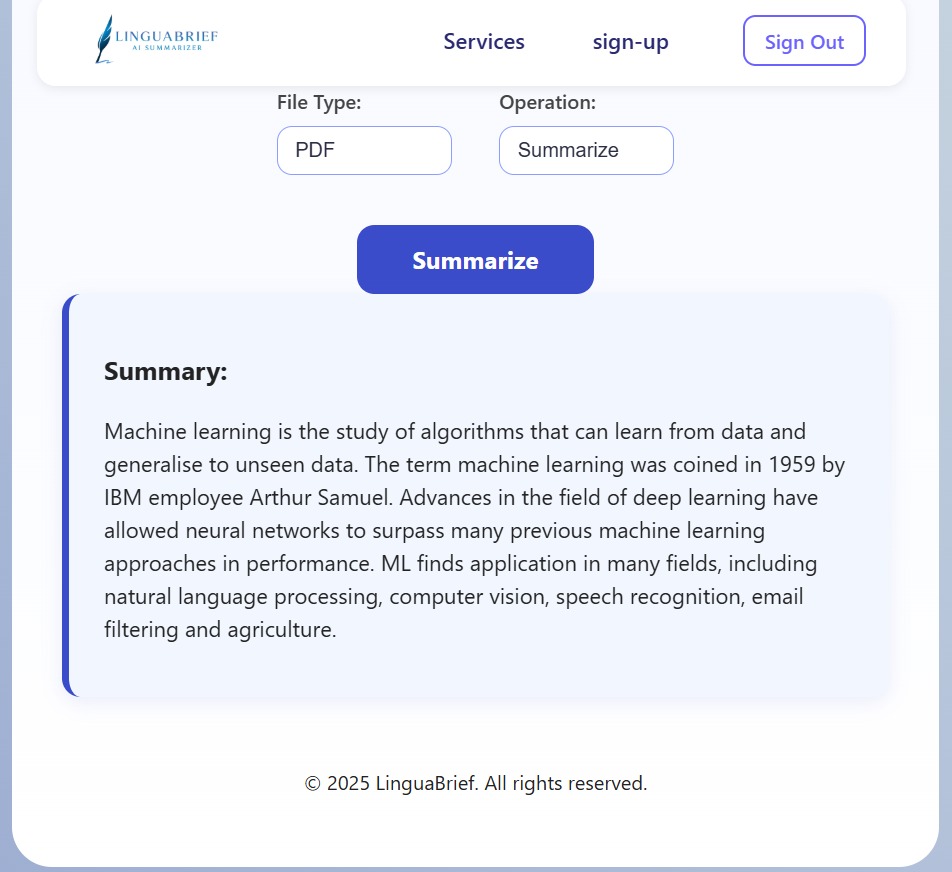 LINGUABRIEF
AI SUMMARIZER
Services
sign-up
Sign Out
File Type:
Operation:
PDF
Summarize
Summarize
Summary:
Machine learning is the study of algorithms that can learn from data and
generalise to unseen data. The term machine learning was coined in 1959 by
IBM employee Arthur Samuel. Advances in the field of deep learning have
allowed neural networks to surpass many previous machine learning
approaches in performance. ML finds application in many fields, including
natural language processing, computer vision, speech recognition, email
filtering and agriculture.
© 2025 LinguaBrief. All rights reserved.